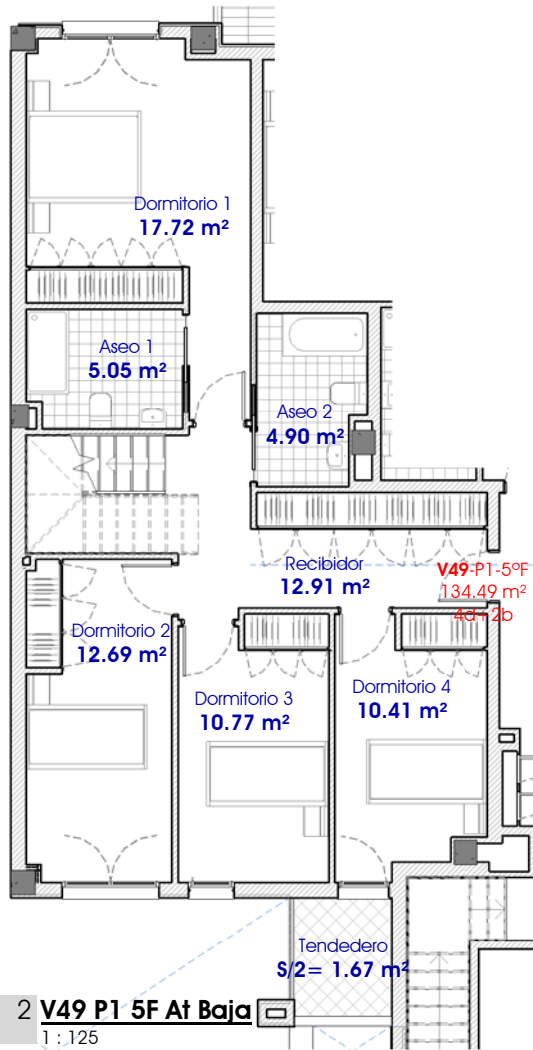 Dormitorio 1
17.72 m²
Aseo 1
5.05 m²
Aseo 2
4.90 m²
Recibidor
12.91 m²
V49-P1-5ºF
134.49 m²
4d+2b
Dormitorio 2
12.69 m²
Dormitorio 3
10.77 m²
Dormitorio 4
10.41 m²
Tendedero
S/2= 1.67 m²
2 V49 P1 5F At Baja
1 : 125